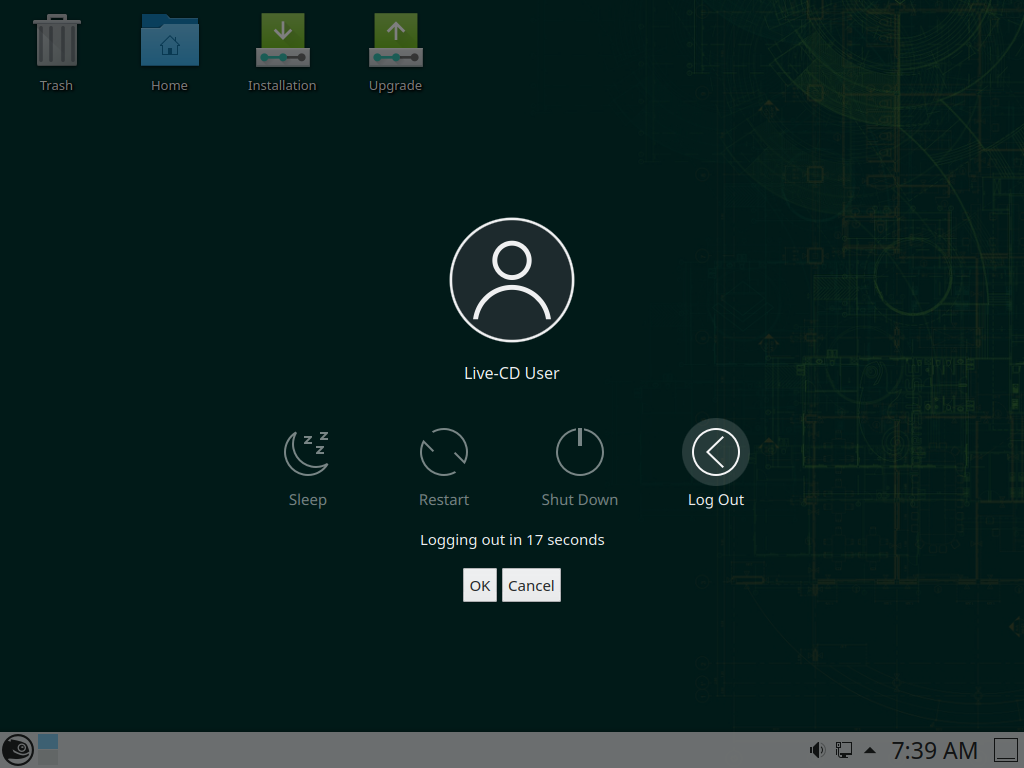 Trash Home Installation Upgrade
Live-CD User
Sleep Restart Shut Down Log Out
Logging out in 17 seconds
OK Cancel
7:39 AM